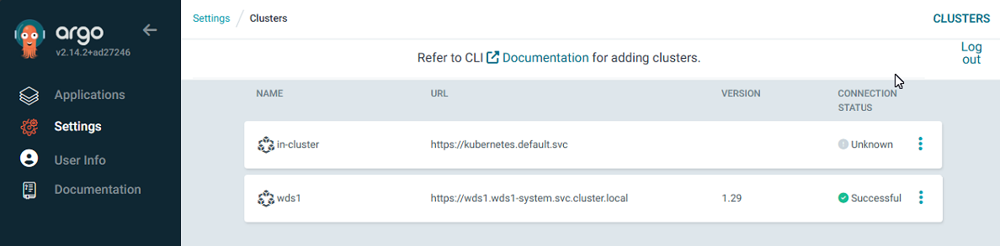 argo
v2.14.2+ad27246
Applications
Settings
User Info
Documentation
Settings / Clusters
CLUSTERS
Refer to CLI Documentation for adding clusters.
Log
out
NAME URL VERSION CONNECTION
STATUS
in-cluster https://kubernetes.default.svc Unknown
wds1 https://wds1.wds1-system.svc.cluster.local 1.29 Successful